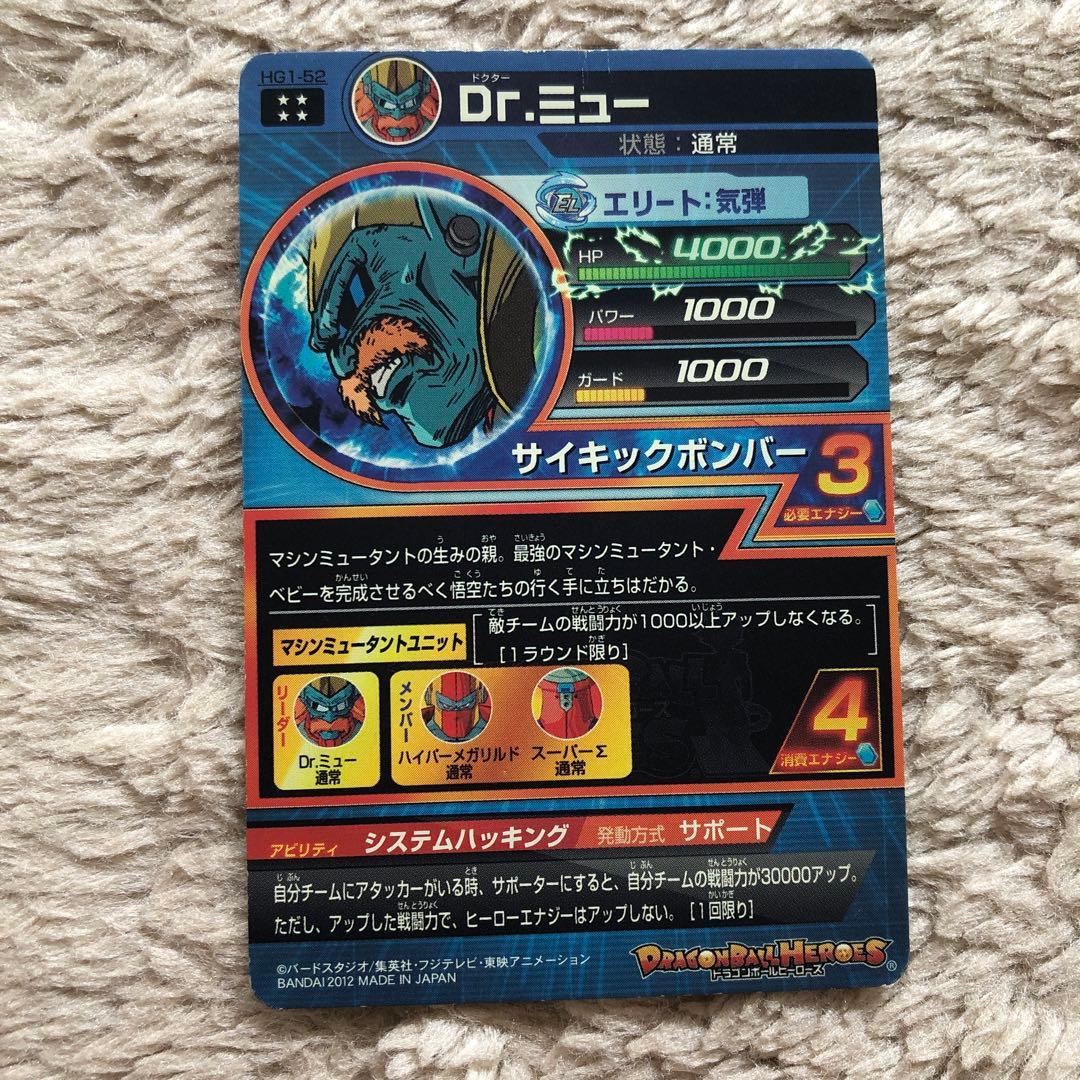 HG1-52
ドクター
Dr.ミュー
状態：通常
EL エリート：気弾
HP 4000
パワー 1000
ガード 1000
サイキックボンバー 3
必要エナジー
マシンミュータントの生みの親。最強のマシンミュータント・
ベビーを完成させるべく悟空たちの行く手に立ちはだかる。
マシンミュータントユニット
敵チームの戦闘力が1000以上アップしなくなる。
[1ラウンド限り]
リーダー
Dr.ミュー
通常
メンバー
ハイパーメガリルド
通常
スーパーΣ
通常
4
消費エナジー
アビリティ システムハッキング 発動方式 サポート
自分チームにアタッカーがいる時、サポーターにすると、自分チームの戦闘力が30000アップ。
ただし、アップした戦闘力で、ヒーローエナジーはアップしない。[1回限り]
DRAGONBALL HEROES
ドラゴンボールヒーローズ
®
©バードスタジオ/集英社・フジテレビ・東映アニメーション
BANDAI 2012 MADE IN JAPAN